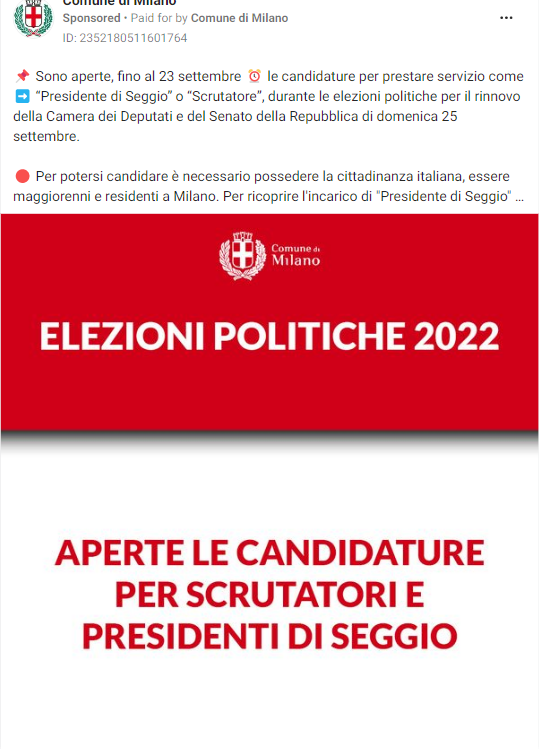 Comune di Milano
Sponsored • Paid for by Comune di Milano
ID: 2352180511601764
📌 Sono aperte, fino al 23 settembre ⏰ le candidature per prestare servizio come
➡️ “Presidente di Seggio” o “Scrutatore”, durante le elezioni politiche per il rinnovo
della Camera dei Deputati e del Senato della Repubblica di domenica 25
settembre.
🔴 Per potersi candidare è necessario possedere la cittadinanza italiana, essere
maggiorenni e residenti a Milano. Per ricoprire l'incarico di "Presidente di Seggio" ...
Comune di
Milano
ELEZIONI POLITICHE 2022
APERTE LE CANDIDATURE
PER SCRUTATORI E
PRESIDENTI DI SEGGIO